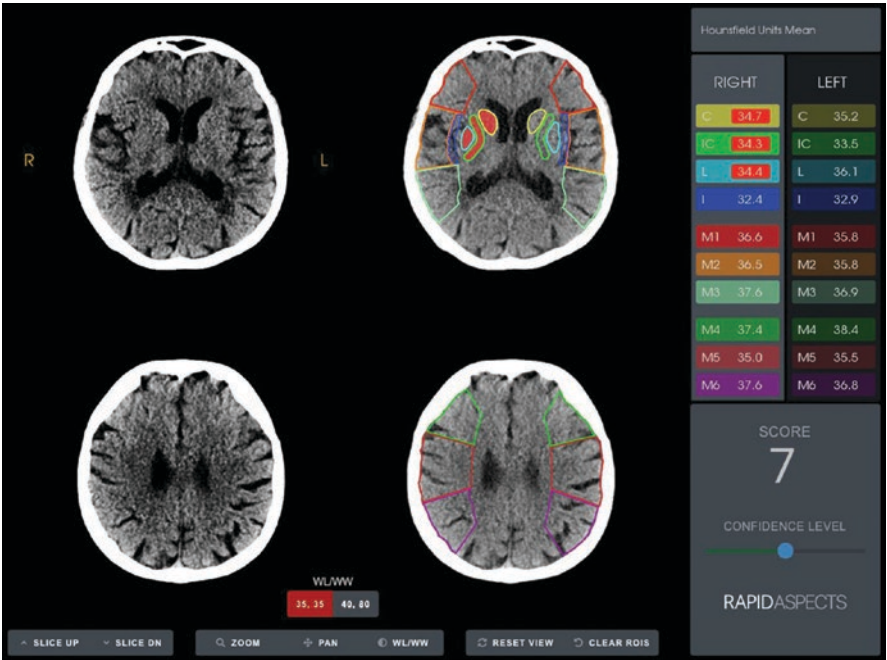 Hounsfield Units Mean
R
L
RIGHT LEFT
C 34.7 C 35.2
IC 34.3 IC 33.5
L 34.4 L 36.1
I 32.4 I 32.9
M1 36.6 M1 35.8
M2 36.5 M2 35.8
M3 37.6 M3 36.9
M4 37.4 M4 38.4
M5 35.0 M5 35.5
M6 37.6 M6 36.8
SCORE
7
CONFIDENCE LEVEL
RAPIDASPECTS
WL/WW
35, 35 40, 80
SLICE UP SLICE DN ZOOM PAN WL/WW RESET VIEW CLEAR ROIS